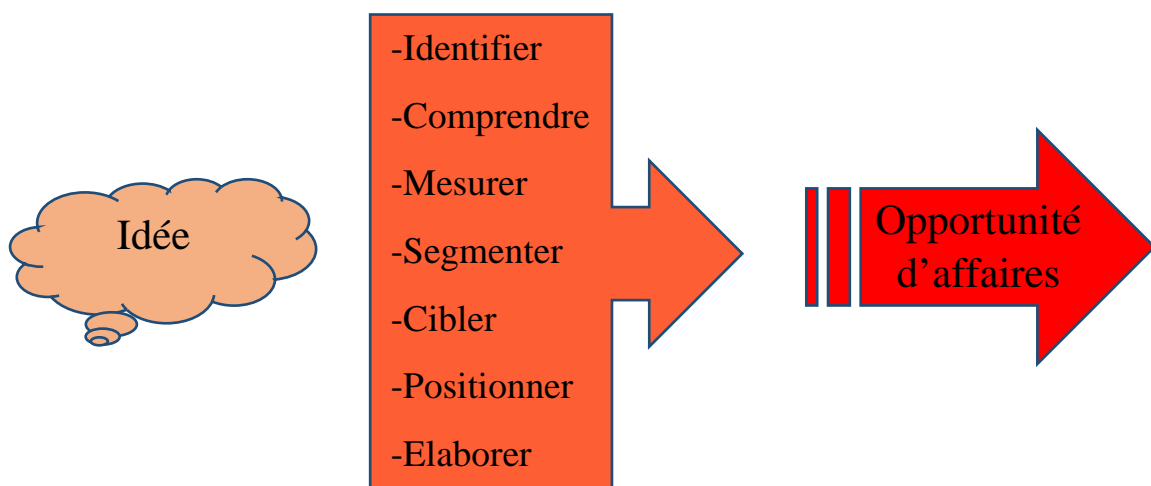 Idée
-Identifier
-Comprendre
-Mesurer
-Segmenter
-Cibler
-Positionner
-Elaborer
Opportunité
d’affaires